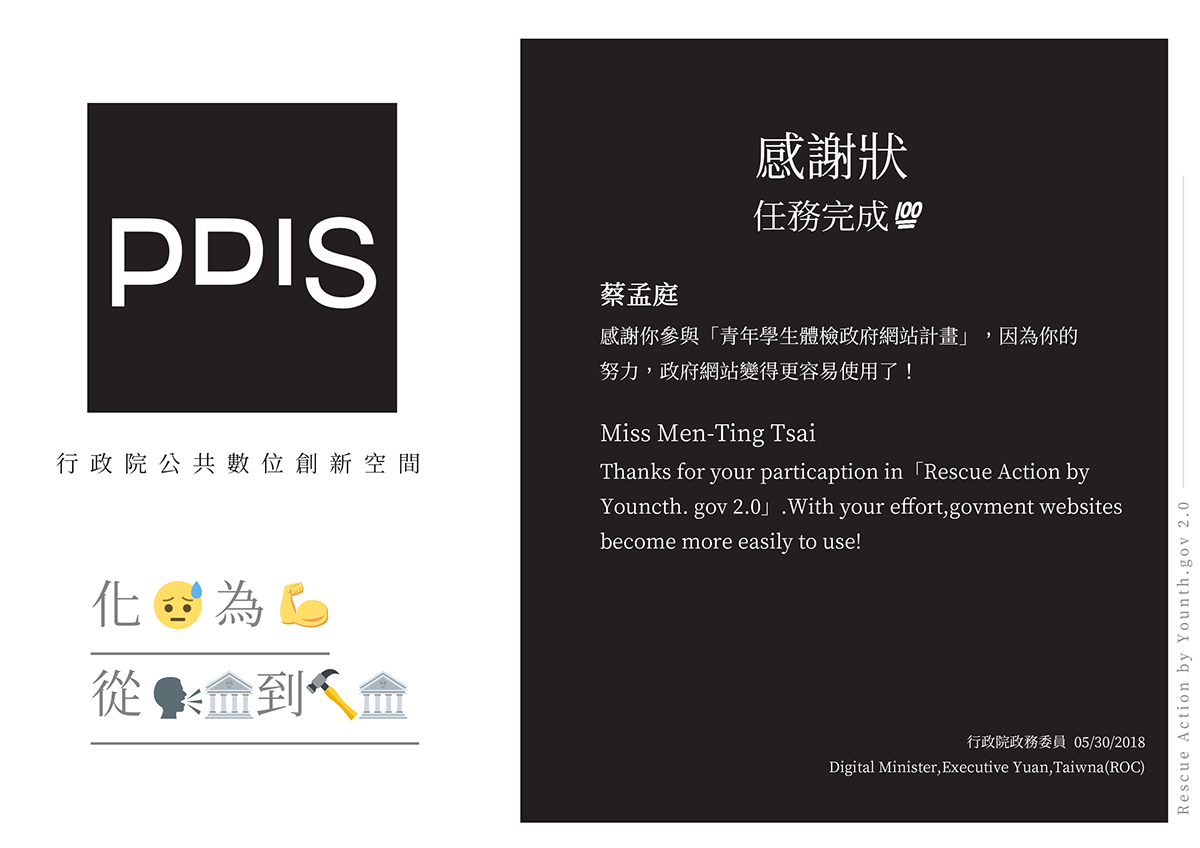 PDIS
行政院公共數位創新空間
化😓為💪
從🗣🏛到🔨🏛
感謝狀
任務完成💯
蔡孟庭
感謝你參與「青年學生體檢政府網站計畫」，因為你的
努力，政府網站變得更容易使用了！
Miss Men-Ting Tsai
Thanks for your particaption in「Rescue Action by
Youncth. gov 2.0」.With your effort,govment websites
become more easily to use!
行政院政務委員 05/30/2018
Digital Minister,Executive Yuan,Taiwna(ROC)
Rescue Action by Younth.gov 2.0